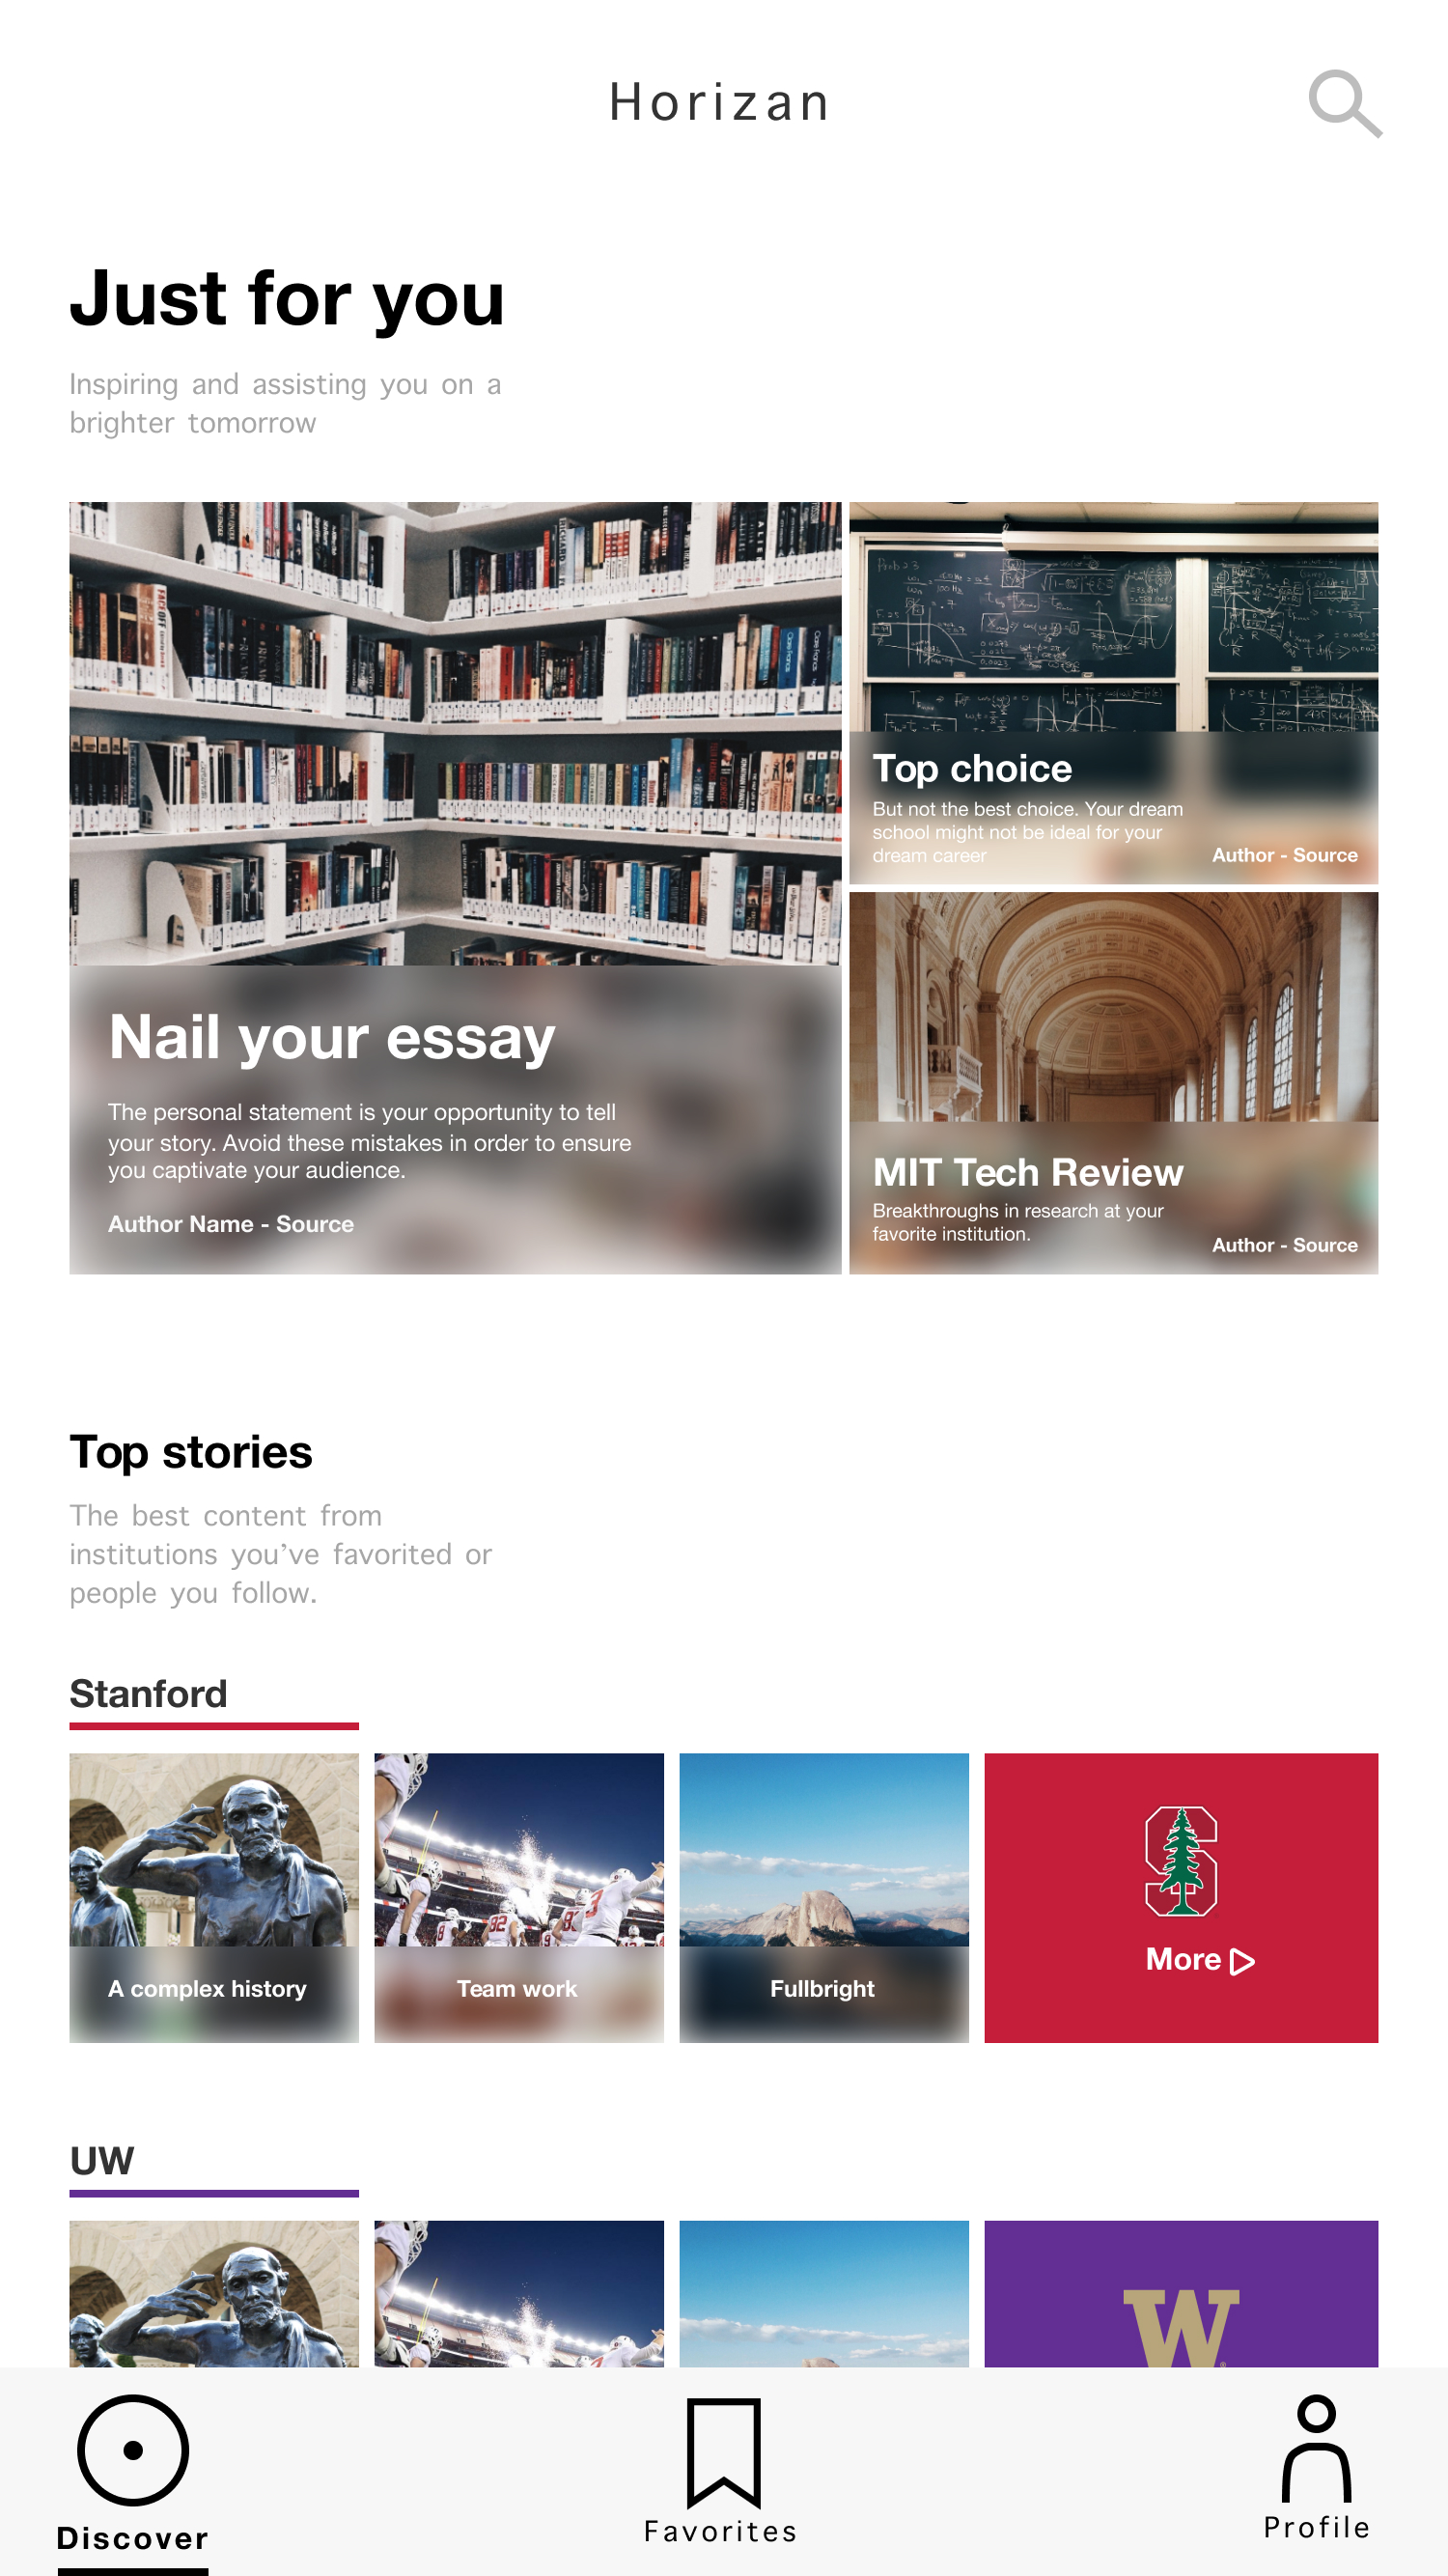 Horizan
Just for you
Inspiring and assisting you on a
brighter tomorrow
Top choice
But not the best choice. Your dream
school might not be ideal for your
dream career
Author - Source
Nail your essay
The personal statement is your opportunity to tell
your story. Avoid these mistakes in order to ensure
you captivate your audience.
Author Name - Source
MIT Tech Review
Breakthroughs in research at your
favorite institution.
Author - Source
Top stories
The best content from
institutions you’ve favorited or
people you follow.
Stanford
A complex history
Team work
Fullbright
S
More
UW
W
Discover
Favorites
Profile